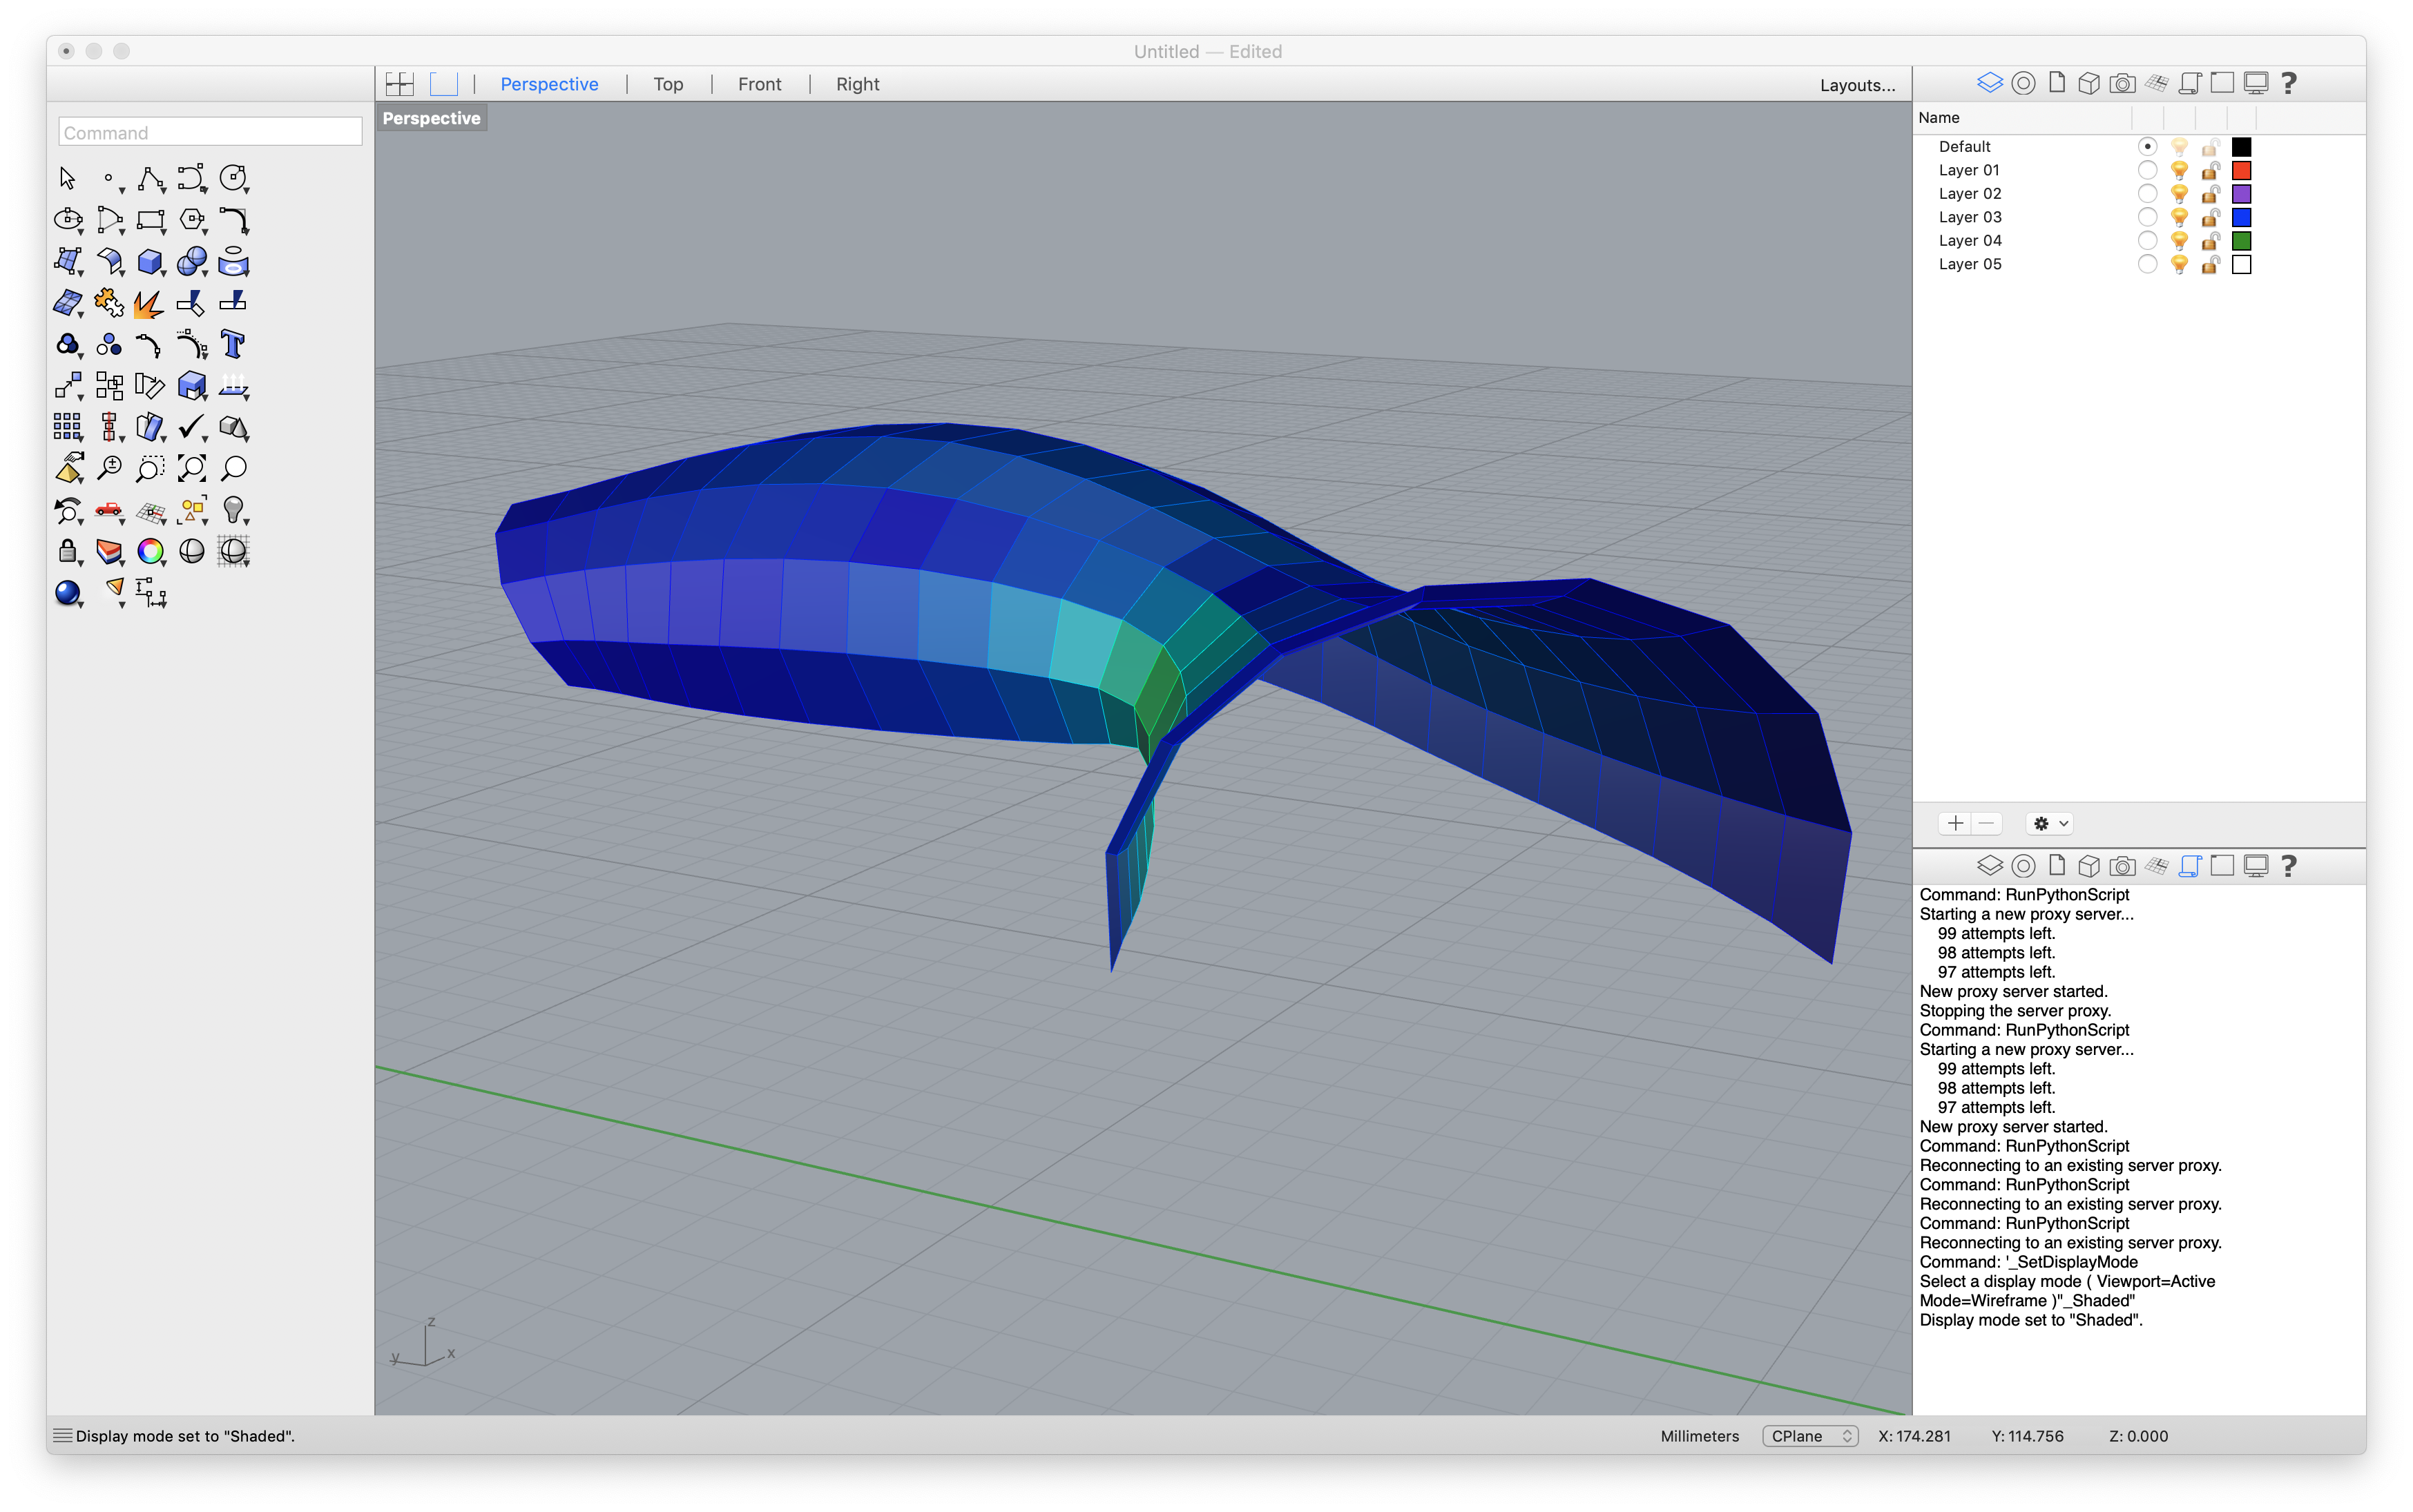 Untitled — Edited
Perspective | Top | Front | Right
Layouts...
Command
Perspective
Name
Default
Layer 01
Layer 02
Layer 03
Layer 04
Layer 05
Command: RunPythonScript
Starting a new proxy server...
99 attempts left.
98 attempts left.
97 attempts left.
New proxy server started.
Stopping the server proxy.
Command: RunPythonScript
Starting a new proxy server...
99 attempts left.
98 attempts left.
97 attempts left.
New proxy server started.
Command: RunPythonScript
Reconnecting to an existing server proxy.
Command: RunPythonScript
Reconnecting to an existing server proxy.
Command: RunPythonScript
Reconnecting to an existing server proxy.
Command: '_SetDisplayMode
Select a display mode ( Viewport=Active
Mode=Wireframe )"_Shaded"
Display mode set to "Shaded".
z
y
x
Display mode set to "Shaded".
Millimeters
CPlane
X: 174.281
Y: 114.756
Z: 0.000